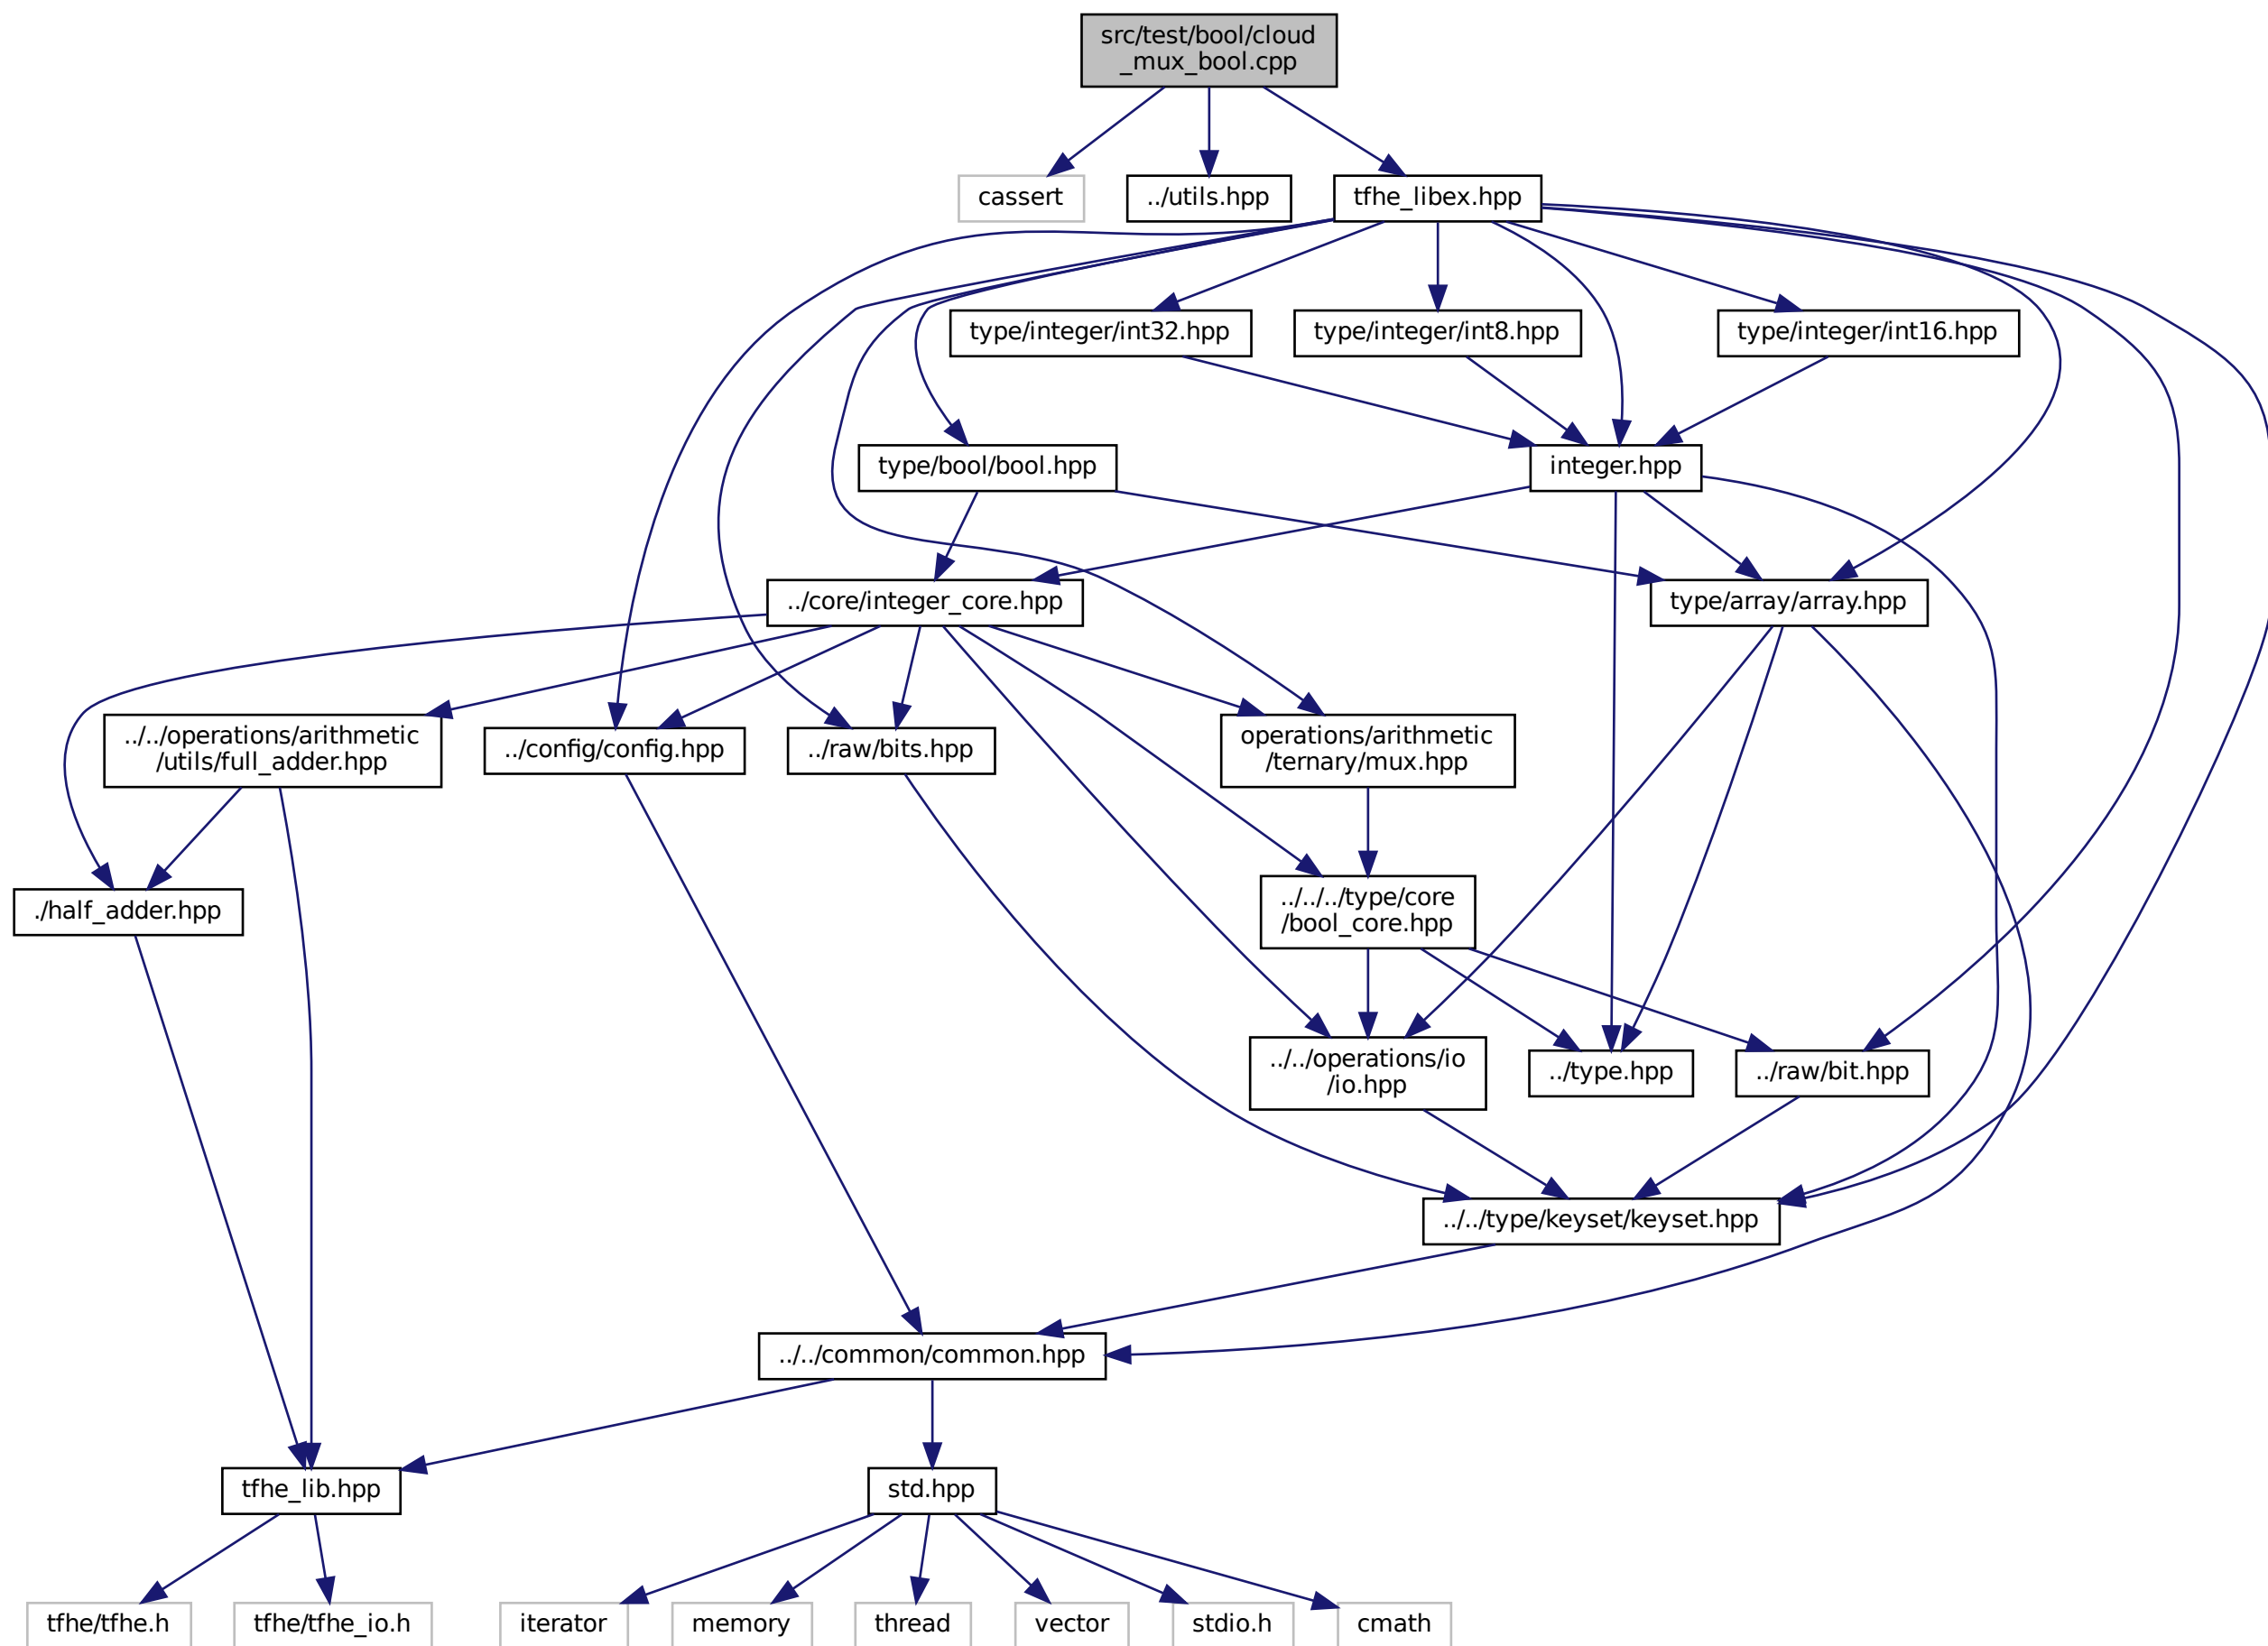 src/test/bool/cloud
_mux_bool.cpp
cassert
../utils.hpp
tfhe_libex.hpp
type/integer/int32.hpp
type/integer/int8.hpp
type/integer/int16.hpp
type/bool/bool.hpp
integer.hpp
../core/integer_core.hpp
type/array/array.hpp
../../operations/arithmetic
/utils/full_adder.hpp
../config/config.hpp
../raw/bits.hpp
operations/arithmetic
/ternary/mux.hpp
./half_adder.hpp
../../../type/core
/bool_core.hpp
../../operations/io
/io.hpp
../type.hpp
../raw/bit.hpp
../../type/keyset/keyset.hpp
../../common/common.hpp
tfhe_lib.hpp
std.hpp
tfhe/tfhe.h
tfhe/tfhe_io.h
iterator
memory
thread
vector
stdio.h
cmath